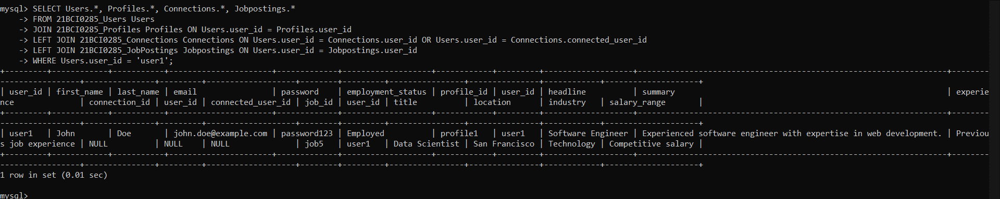 mysql> SELECT Users.*, Profiles.*, Connections.*, Jobpostings.*
    -> FROM 21BCI0285_Users Users
    -> JOIN 21BCI0285_Profiles Profiles ON Users.user_id = Profiles.user_id
    -> LEFT JOIN 21BCI0285_Connections Connections ON Users.user_id = Connections.user_id OR Users.user_id = Connections.connected_user_id
    -> LEFT JOIN 21BCI0285_JobPostings Jobpostings ON Users.user_id = Jobpostings.user_id
    -> WHERE Users.user_id = 'user1';
+---------+------------+-----------+----------------------+-------------+-------------------+------------+---------+-------------------+------------------------------------------------------------------+--------
-----------------+---------------+---------+-------------------+--------+---------+----------------+---------------+------------+--------------------+
| user_id | first_name | last_name | email                | password    | employment_status | profile_id | user_id | headline          | summary                                                          | experie
nce              | connection_id | user_id | connected_user_id | job_id | user_id | title          | location      | industry   | salary_range       |
+---------+------------+-----------+----------------------+-------------+-------------------+------------+---------+-------------------+------------------------------------------------------------------+--------
-----------------+---------------+---------+-------------------+--------+---------+----------------+---------------+------------+--------------------+
| user1   | John       | Doe       | john.doe@example.com | password123 | Employed          | profile1   | user1   | Software Engineer | Experienced software engineer with expertise in web development. | Previou
s job experience | NULL          | NULL    | NULL              | job5   | user1   | Data Scientist | San Francisco | Technology | Competitive salary |
+---------+------------+-----------+----------------------+-------------+-------------------+------------+---------+-------------------+------------------------------------------------------------------+--------
-----------------+---------------+---------+-------------------+--------+---------+----------------+---------------+------------+--------------------+
1 row in set (0.01 sec)
mysql>